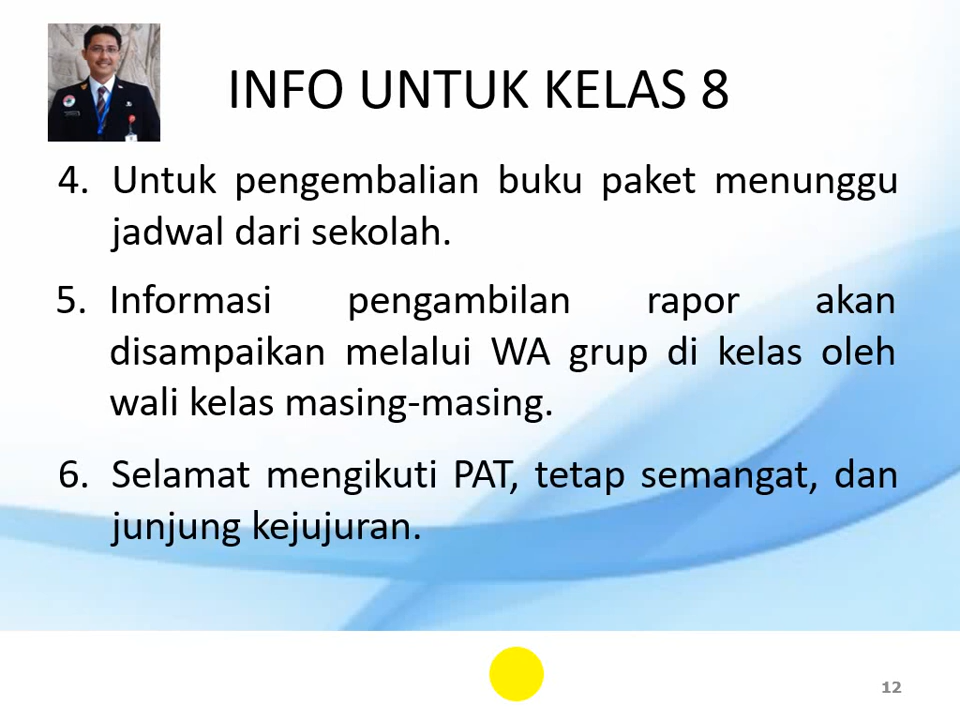 INFO UNTUK KELAS 8
4. Untuk pengembalian buku paket menunggu
jadwal dari sekolah.
5. Informasi pengambilan rapor akan
disampaikan melalui WA grup di kelas oleh
wali kelas masing-masing.
6. Selamat mengikuti PAT, tetap semangat, dan
junjung kejujuran.
12